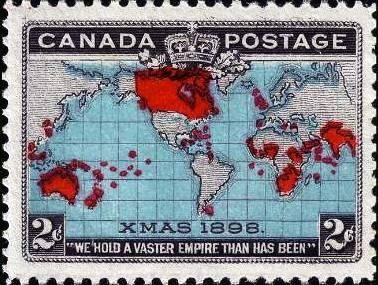 CANADA POSTAGE
XMAS 1898.
2¢ 2¢
"WE HOLD A VASTER EMPIRE THAN HAS BEEN"